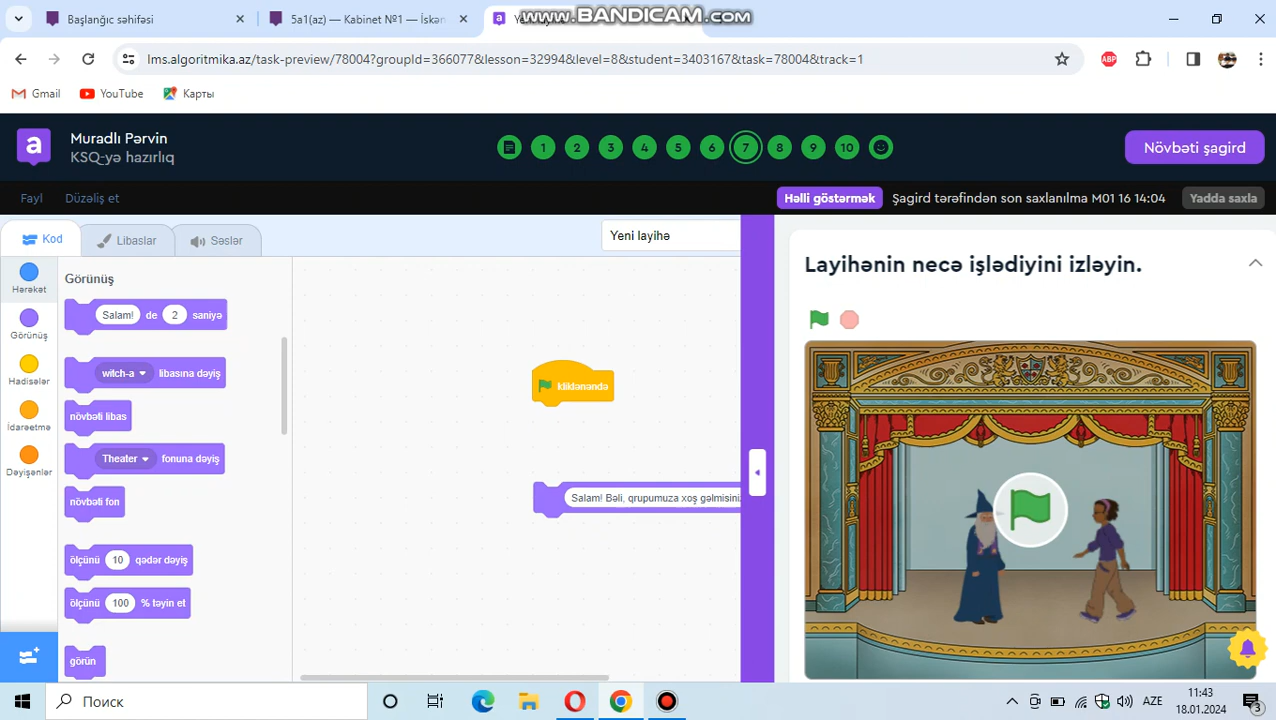 Başlanğıc səhifəsi
5a1(az) — Kabinet №1 — İskən
www.BANDICAM.com
lms.algoritmika.az/task-preview/78004?groupId=366077&lesson=32994&level=8&student=3403167&task=78004&track=1
ABP
Gmail
YouTube
Карты
a
Muradlı Pərvin
KSQ-yə hazırlıq
1 2 3 4 5 6 7 8 9 10
Növbəti şagird
Fayl
Düzəliş et
Həlli göstərmək
Şagird tərəfindən son saxlanılma M01 16 14:04
Yadda saxla
Kod
Libaslar
Səslər
Yeni layihə
Hərəkət
Görünüş
Hadisələr
İdarəetmə
Dəyişənlər
Görünüş
Salam! de 2 saniyə
witch-a libasına dəyiş
növbəti libas
Theater fonuna dəyiş
növbəti fon
ölçünü 10 qədər dəyiş
ölçünü 100 % təyin et
görün
kliklənəndə
Salam! Bəli, qrupumuza xoş gəlmisiniz
Layihənin necə işlədiyini izləyin.
Поиск
AZE
11:43
18.01.2024
3